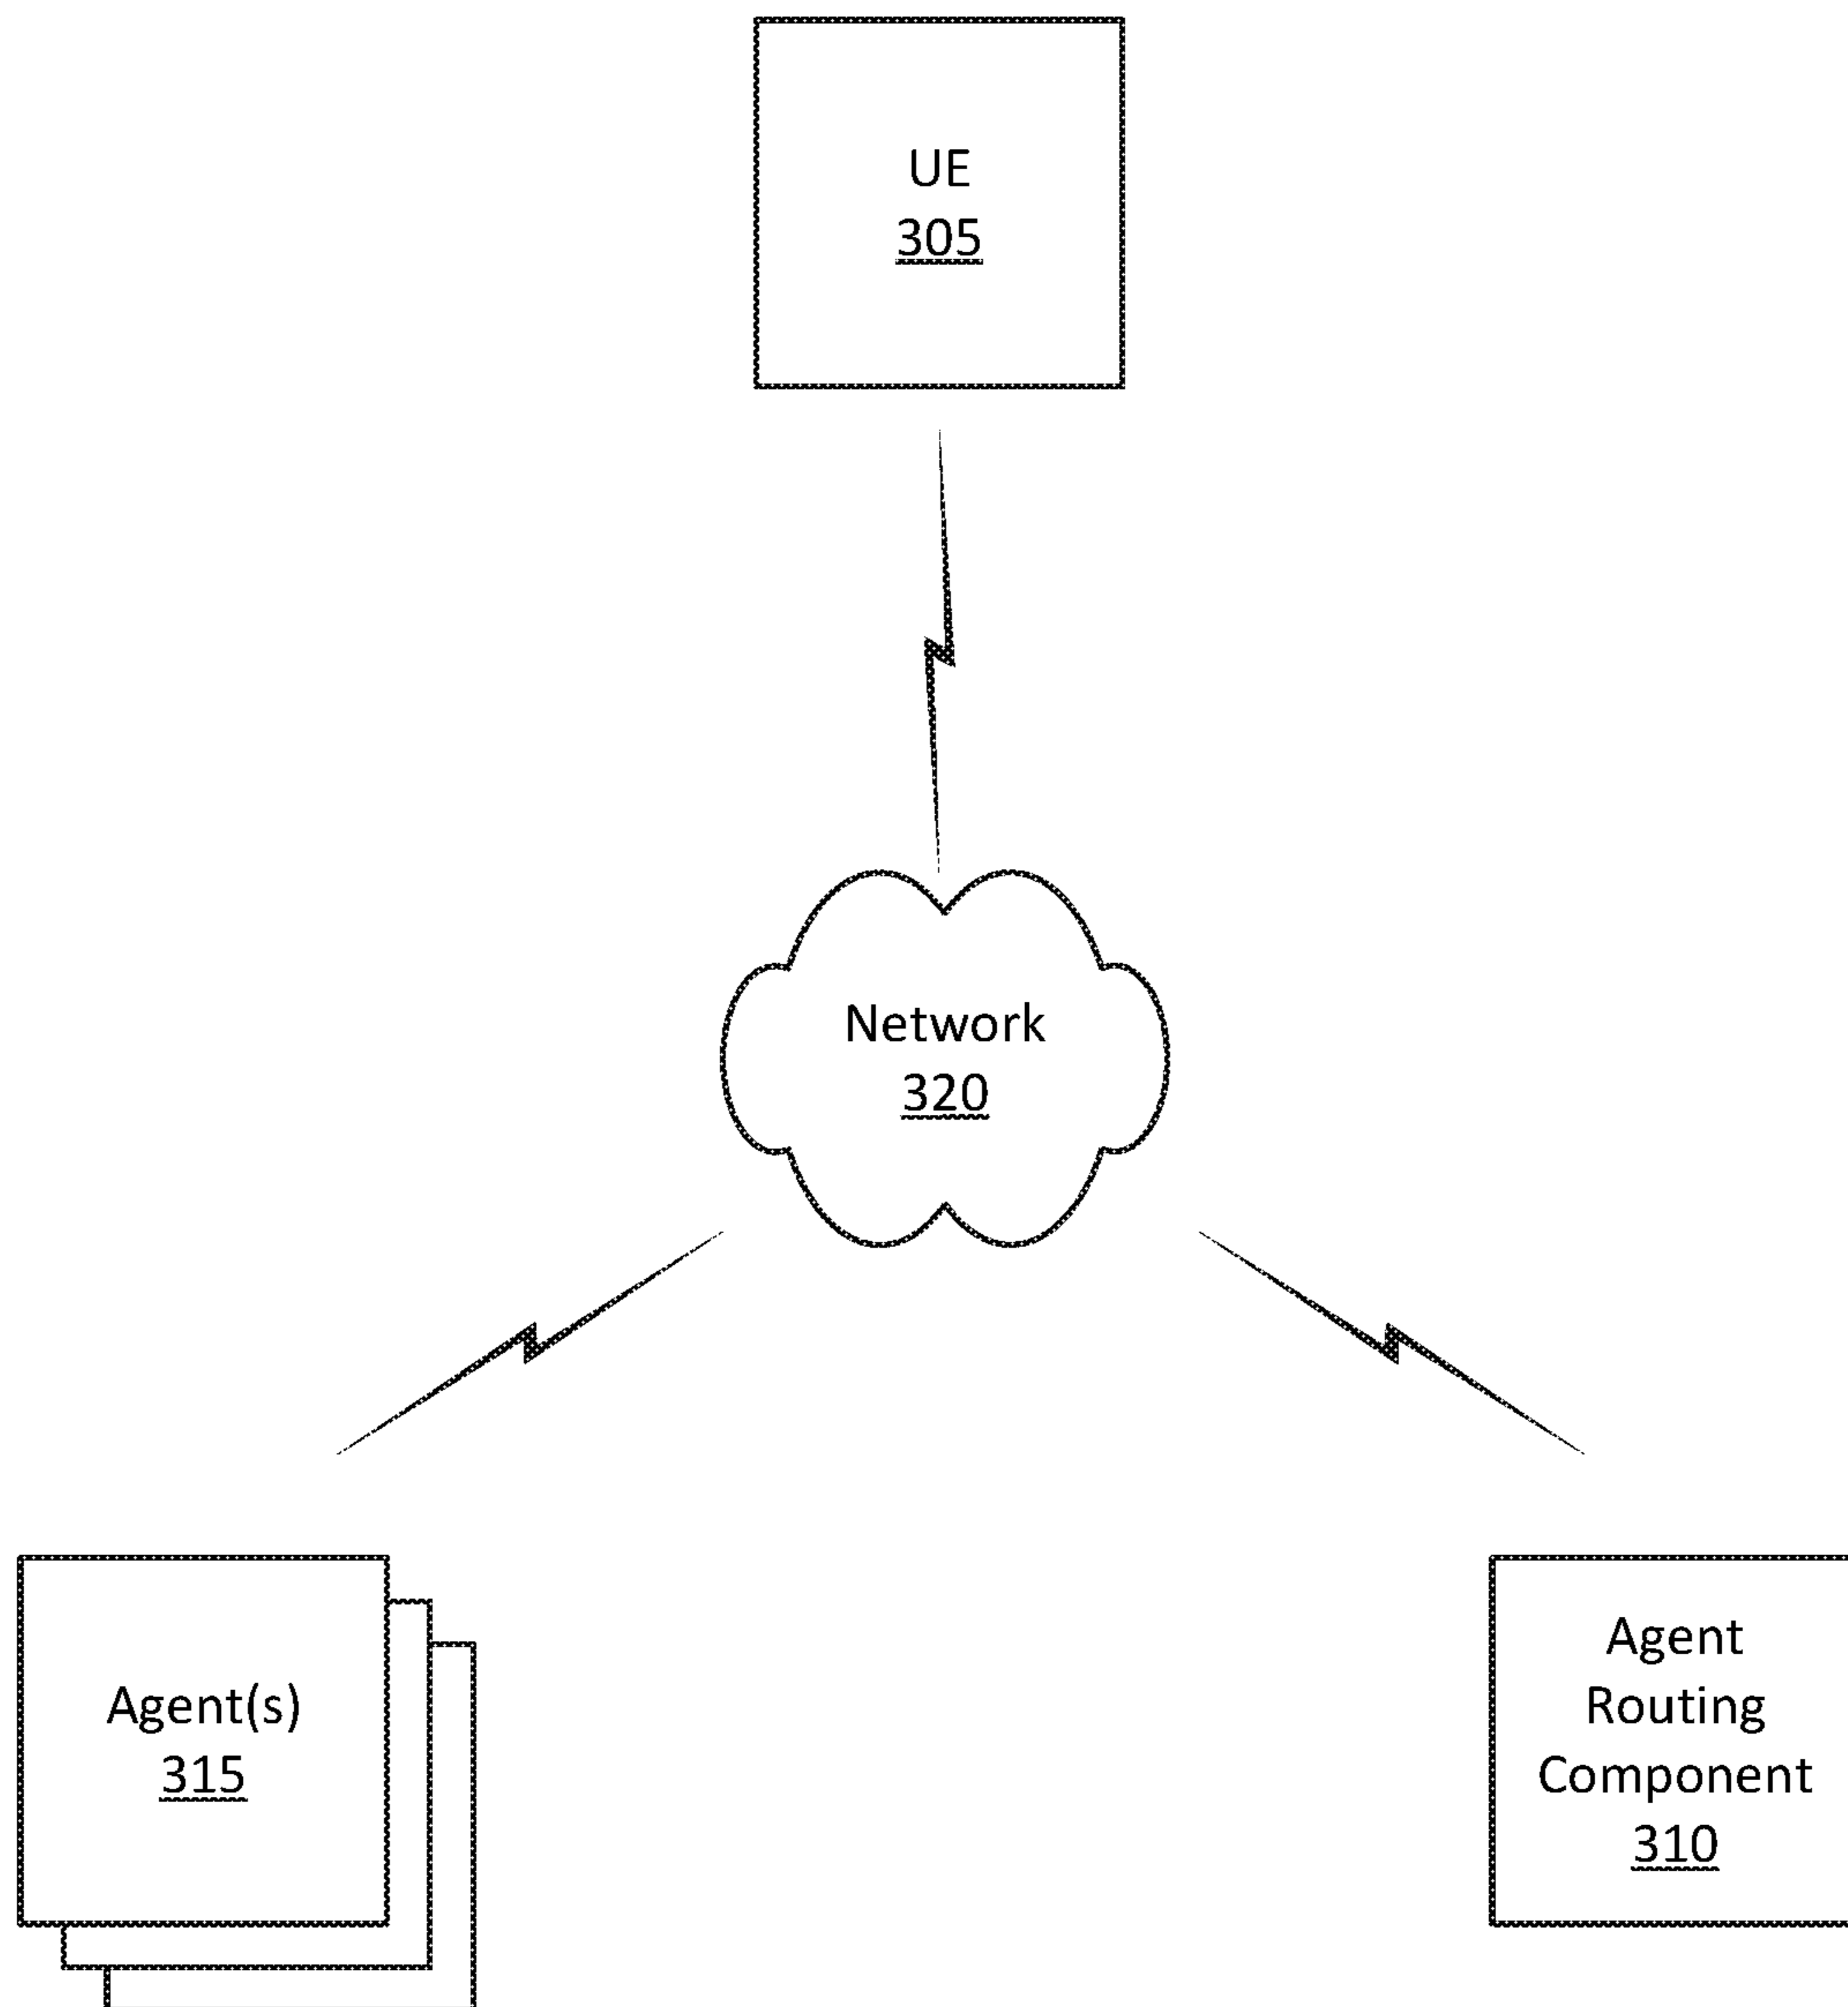 UE
305
Network
320
Agent(s)
315
Agent
Routing
Component
310